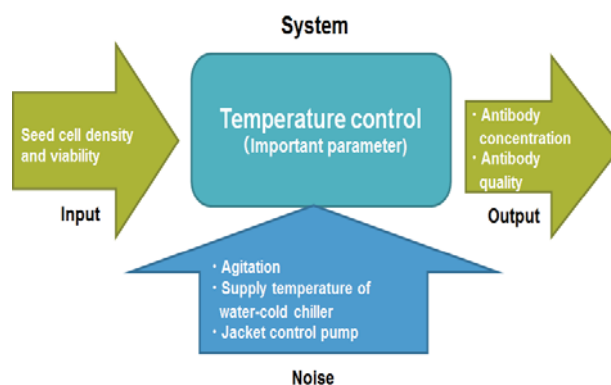 System
Seed cell density
and viability
Input
Temperature control
(Important parameter)
・Antibody
concentration
・Antibody
quality
Output
・Agitation
・Supply temperature of
water-cold chiller
・Jacket control pump
Noise